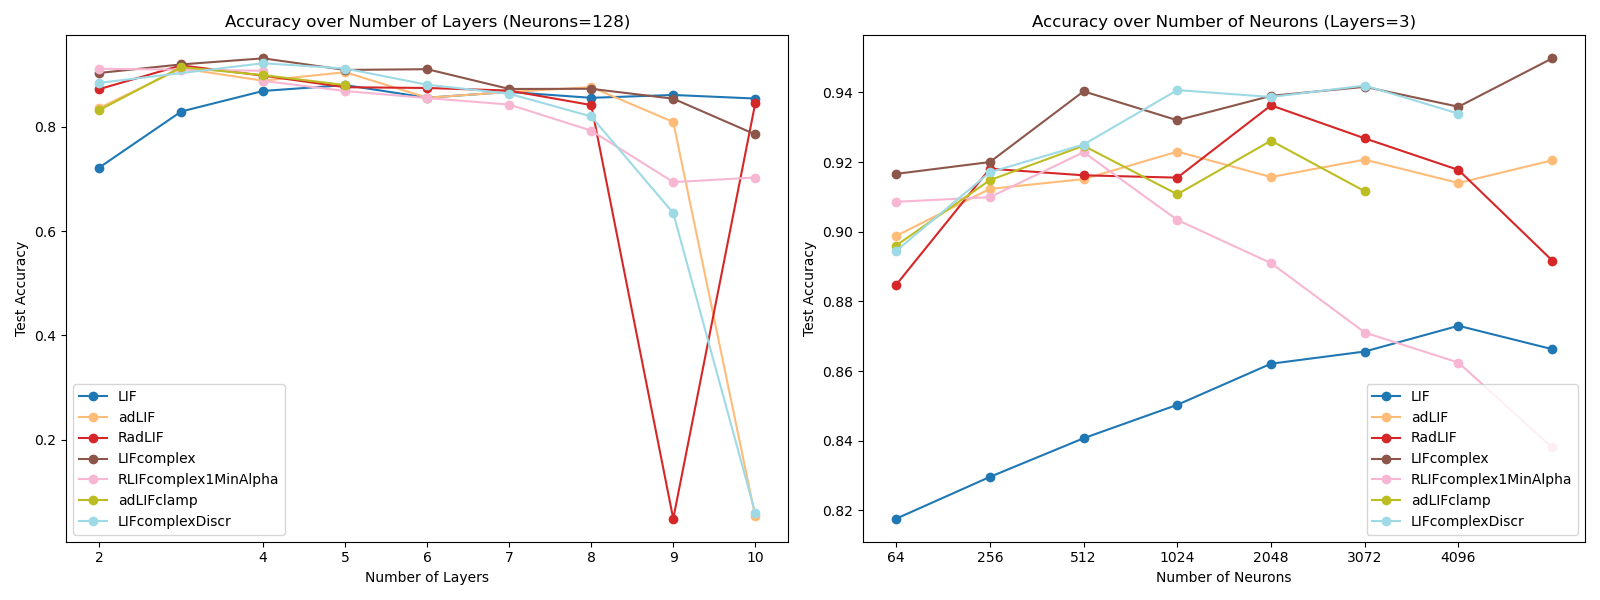 Accuracy over Number of Layers (Neurons=128)
Test Accuracy
0.8
0.6
0.4
0.2
LIF
adLIF
RadLIF
LIFcomplex
RLIFcomplex1MinAlpha
adLIFclamp
LIFcomplexDiscr
2 4 5 6 7 8 9 10
Number of Layers
Accuracy over Number of Neurons (Layers=3)
Test Accuracy
0.94
0.92
0.90
0.88
0.86
0.84
0.82
LIF
adLIF
RadLIF
LIFcomplex
RLIFcomplex1MinAlpha
adLIFclamp
LIFcomplexDiscr
64 256 512 1024 2048 3072 4096
Number of Neurons